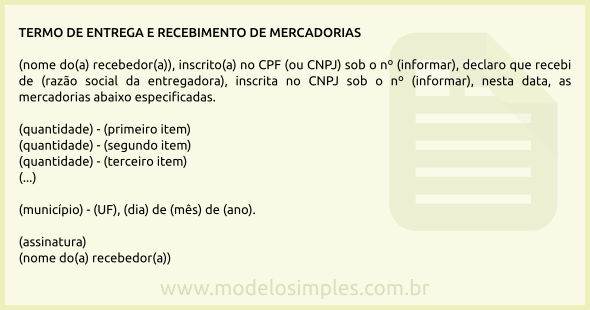 TERMO DE ENTREGA E RECEBIMENTO DE MERCADORIAS
(nome do(a) recebedor(a)), inscrito(a) no CPF (ou CNPJ) sob o nº (informar), declaro que recebi
de (razão social da entregadora), inscrita no CNPJ sob o nº (informar), nesta data, as
mercadorias abaixo especificadas.
(quantidade) - (primeiro item)
(quantidade) - (segundo item)
(quantidade) - (terceiro item)
(...)
(município) - (UF), (dia) de (mês) de (ano).
(assinatura)
(nome do(a) recebedor(a))
www.modelosimples.com.br